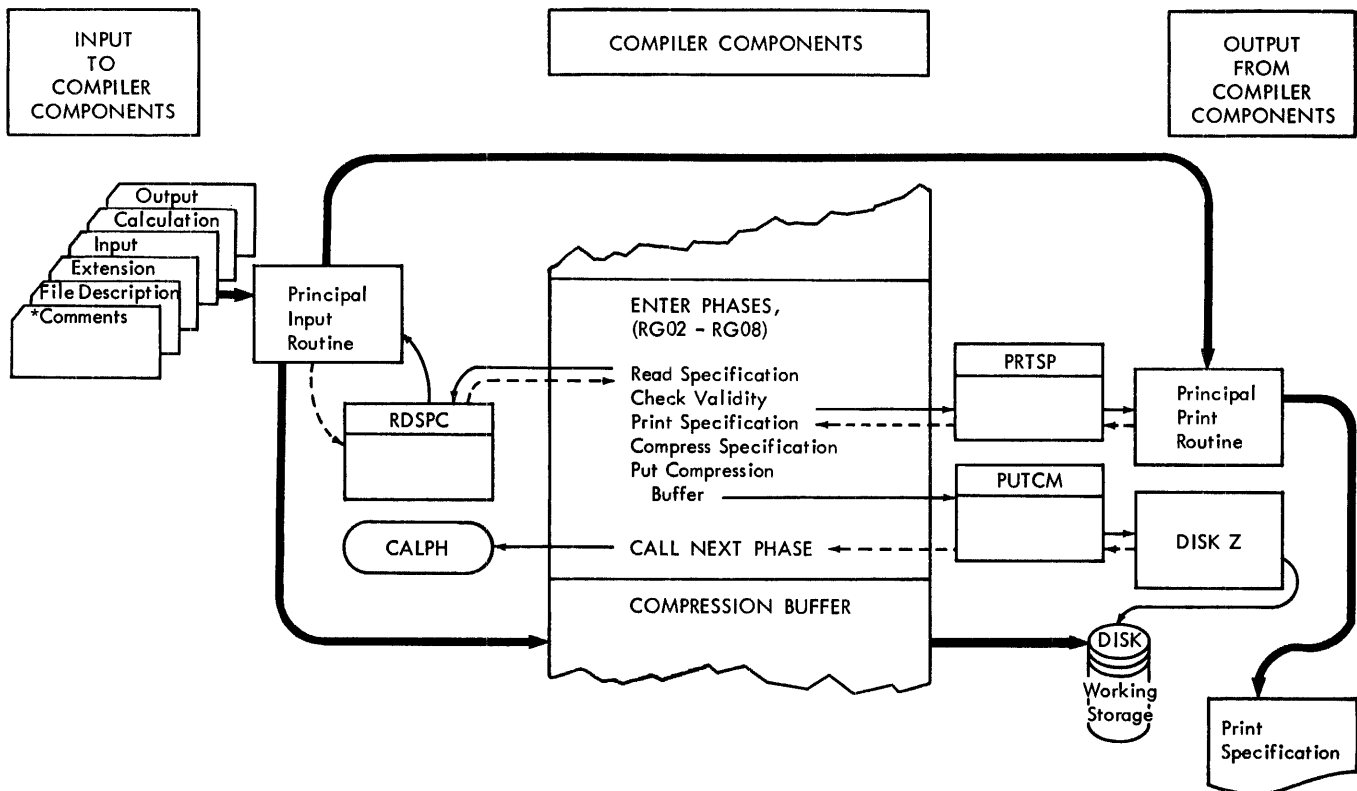 INPUT
TO
COMPILER
COMPONENTS
COMPILER COMPONENTS
OUTPUT
FROM
COMPILER
COMPONENTS
Output
Calculation
Input
Extension
File Description
*Comments
Principal
Input
Routine
RDSPC
CALPH
ENTER PHASES,
(RG02 - RG08)
Read Specification
Check Validity
Print Specification
Compress Specification
Put Compression
Buffer
CALL NEXT PHASE
COMPRESSION BUFFER
PRTSP
Principal
Print
Routine
PUTCM
DISK Z
DISK
Working
Storage
Print
Specification